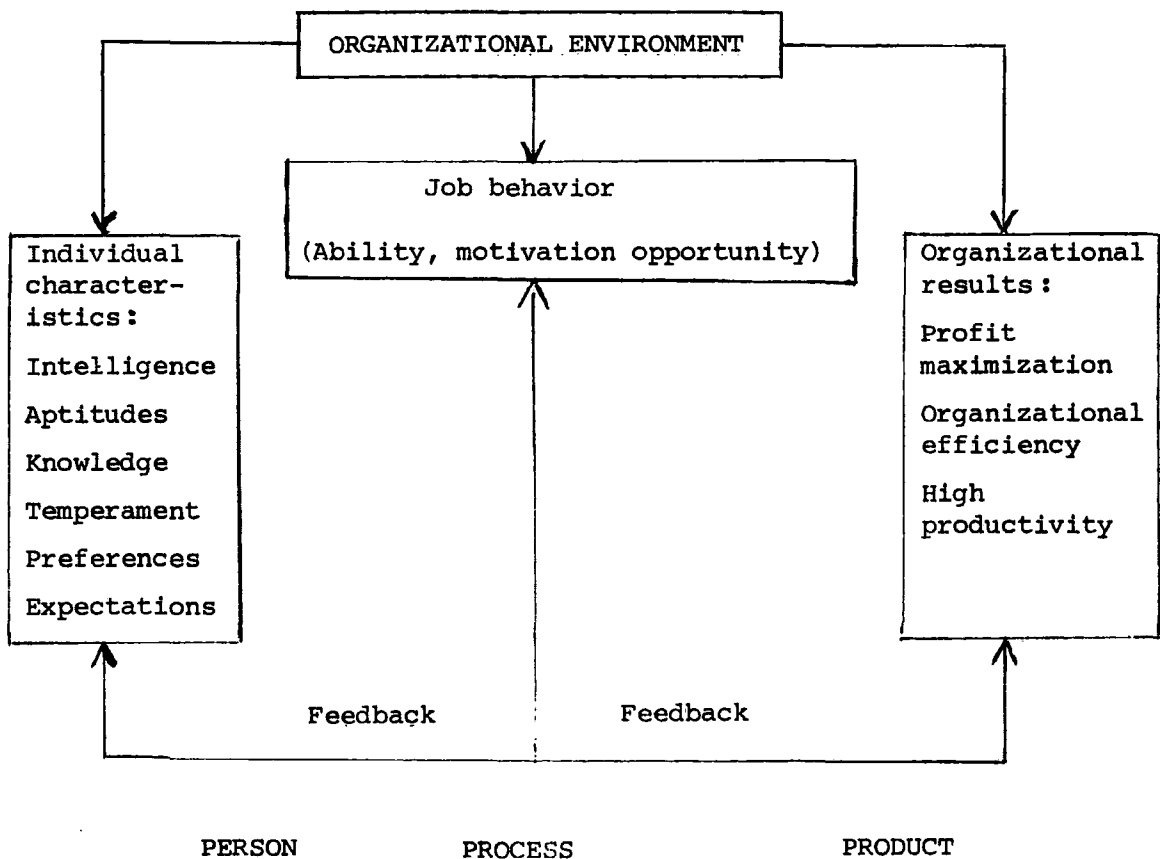 ORGANIZATIONAL ENVIRONMENT
Job behavior
(Ability, motivation opportunity)
Individual
character-
istics:
Intelligence
Aptitudes
Knowledge
Temperament
Preferences
Expectations
Organizational
results:
Profit
maximization
Organizational
efficiency
High
productivity
Feedback
Feedback
PERSON
PROCESS
PRODUCT